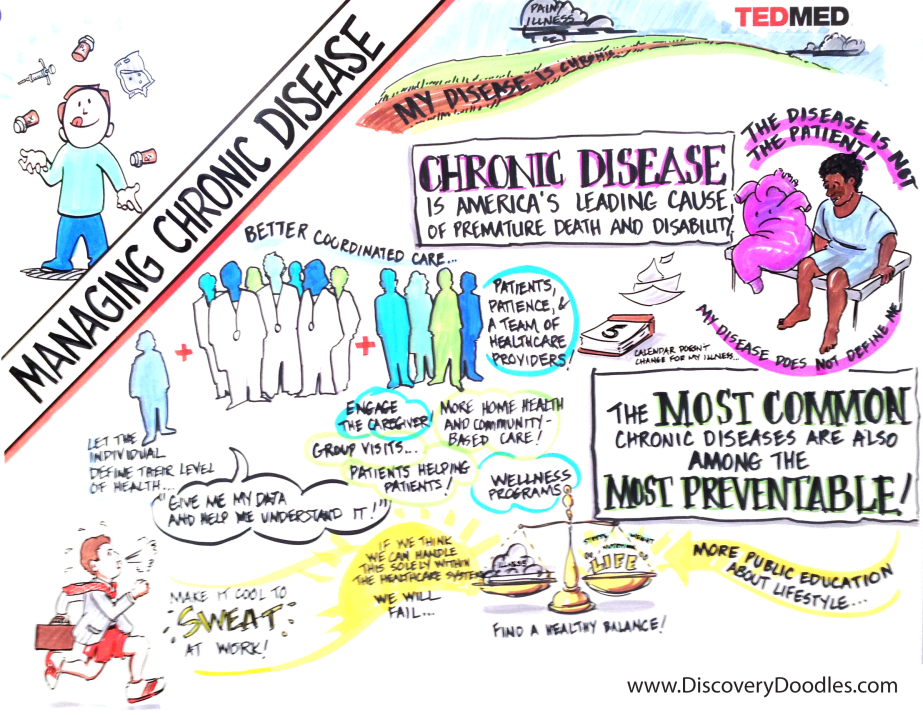 MANAGING CHRONIC DISEASE
PAIN
ILLNESS
TEDMED
MY DISEASE IS CHRONIC
CHRONIC DISEASE
IS AMERICA'S LEADING CAUSE
OF PREMATURE DEATH AND DISABILITY
THE DISEASE IS NOT
THE PATIENT!
MY DISEASE DOES NOT DEFINE ME
5
CALENDAR DOESN'T
CHANGE FOR MY ILLNESS...
BETTER COORDINATED CARE...
+
+
PATIENTS,
PATIENCE, &
A TEAM OF
HEALTHCARE
PROVIDERS!
LET THE
INDIVIDUAL
DEFINE THEIR LEVEL
OF HEALTH...
"GIVE ME MY DATA
AND HELP ME UNDERSTAND IT!"
ENGAGE
THE CAREGIVER!
MORE HOME HEALTH
AND COMMUNITY-
BASED CARE!
GROUP VISITS...
PATIENTS HELPING
PATIENTS!
WELLNESS
PROGRAMS
THE MOST COMMON
CHRONIC DISEASES ARE ALSO
AMONG THE
MOST PREVENTABLE!
MAKE IT COOL TO
SWEAT
AT WORK!
IF WE THINK
WE CAN HANDLE
THIS SOLELY WITHIN
THE HEALTHCARE SYSTEM
WE WILL
FAIL...
ILLNESS
LIFE
FIND A HEALTHY BALANCE!
MORE PUBLIC EDUCATION
ABOUT LIFESTYLE...
www.DiscoveryDoodles.com